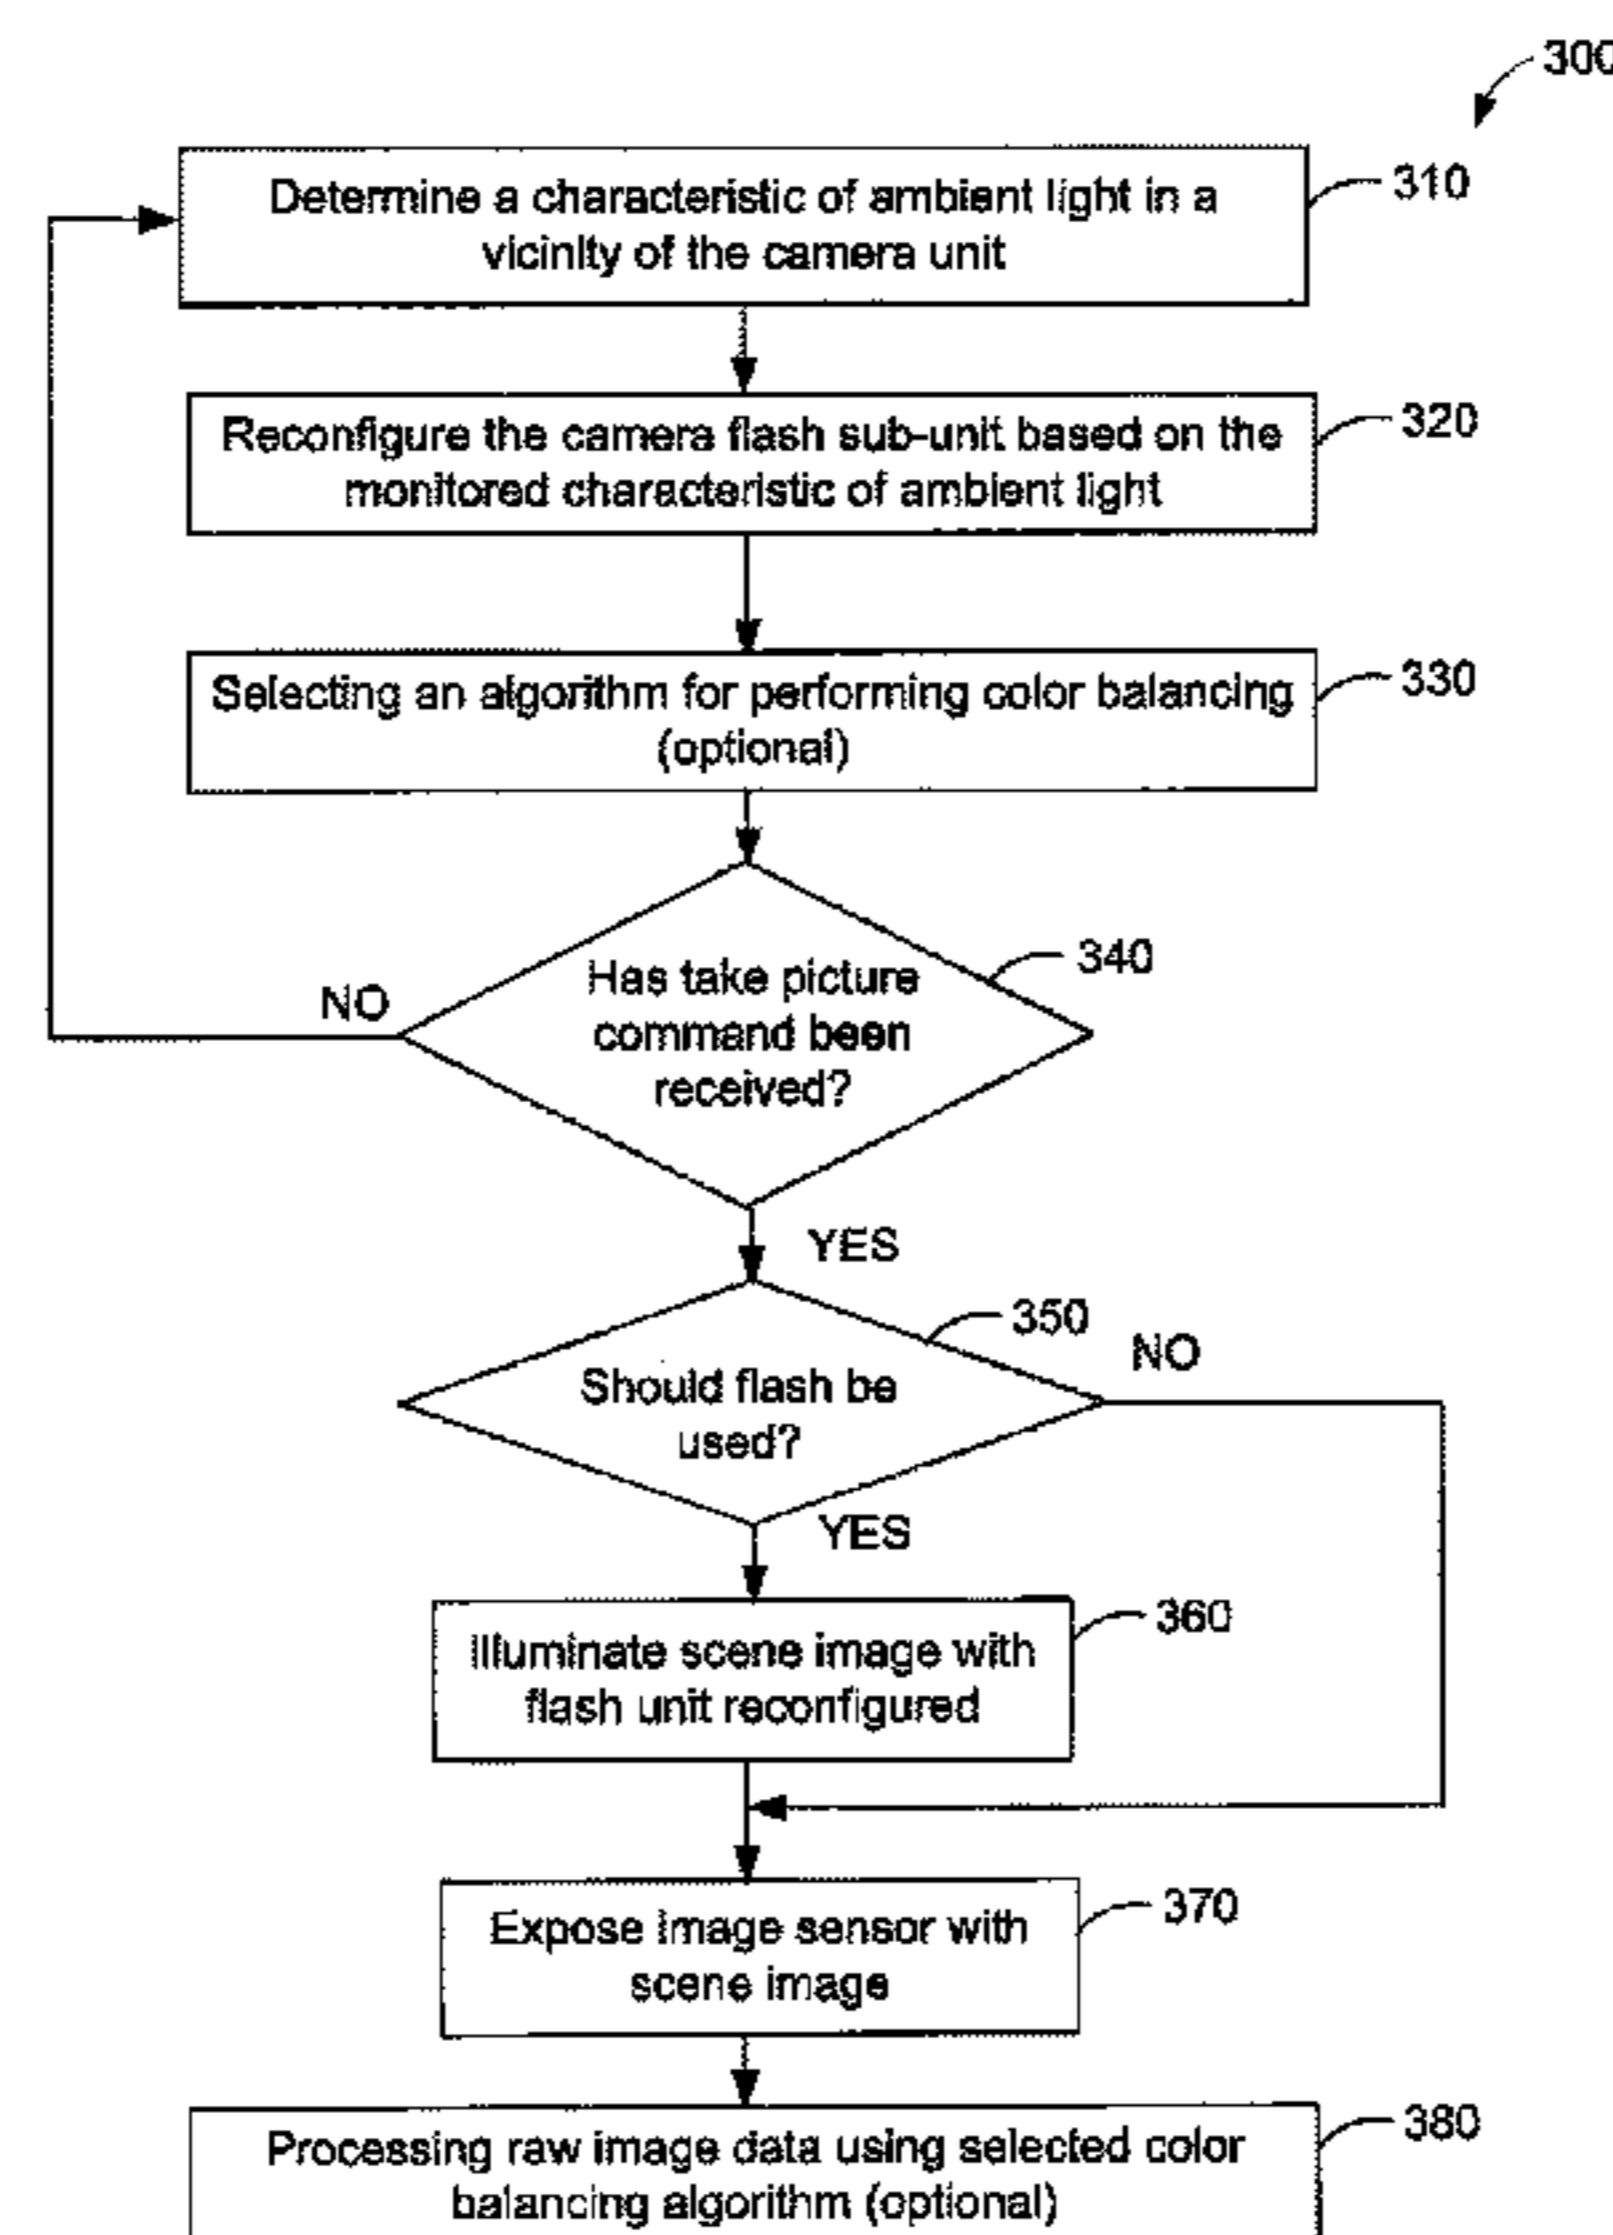 300
Determine a characteristic of ambient light in a
vicinity of the camera unit
310
Reconfigure the camera flash sub-unit based on the
monitored characteristic of ambient light
320
Selecting an algorithm for performing color balancing
(optional)
330
Has take picture
command been
received?
340
NO
YES
Should flash be
used?
350
NO
YES
Illuminate scene image with
flash unit reconfigured
360
Expose image sensor with
scene image
370
Processing raw image data using selected color
balancing algorithm (optional)
380